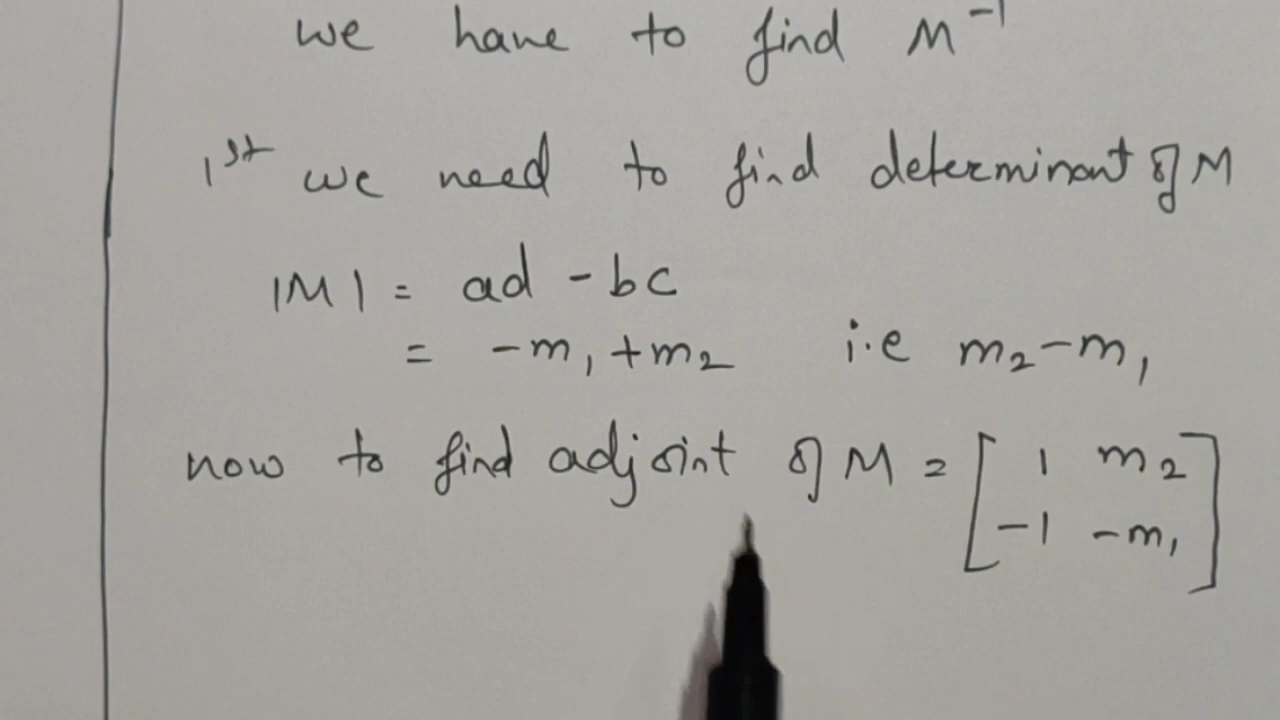 we have to find M⁻¹
1st we need to find determinant of M
|M| = ad - bc
= -m₁ + m₂ i.e m₂ - m₁
now to find adjoint of M = [ 1 m₂
-1 -m₁ ]